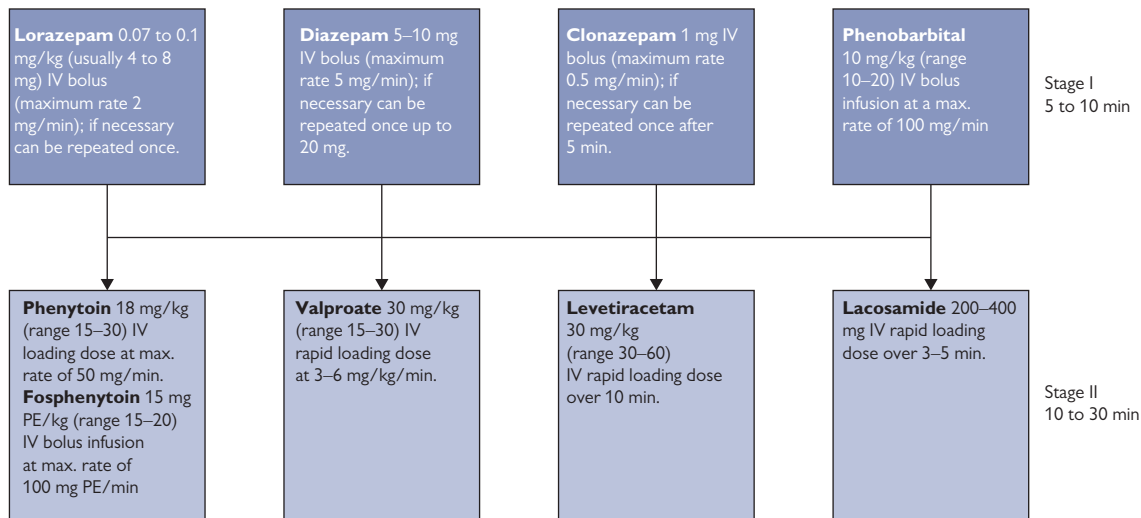 Lorazepam 0.07 to 0.1
mg/kg (usually 4 to 8
mg) IV bolus
(maximum rate 2
mg/min); if necessary
can be repeated once.
Diazepam 5–10 mg
IV bolus (maximum
rate 5 mg/min); if
necessary can be
repeated once up to
20 mg.
Clonazepam 1 mg IV
bolus (maximum rate
0.5 mg/min); if
necessary can be
repeated once after
5 min.
Phenobarbital
10 mg/kg (range
10–20) IV bolus
infusion at a max.
rate of 100 mg/min
Stage I
5 to 10 min
Phenytoin 18 mg/kg
(range 15–30) IV
loading dose at max.
rate of 50 mg/min.
Fosphenytoin 15 mg
PE/kg (range 15–20)
IV bolus infusion
at max. rate of
100 mg PE/min
Valproate 30 mg/kg
(range 15–30) IV
rapid loading dose
at 3–6 mg/kg/min.
Levetiracetam
30 mg/kg
(range 30–60)
IV rapid loading dose
over 10 min.
Lacosamide 200–400
mg IV rapid loading
dose over 3–5 min.
Stage II
10 to 30 min